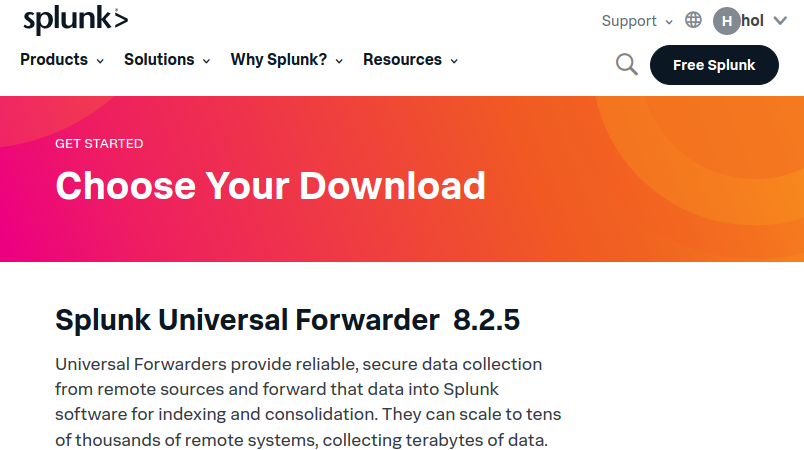 splunk>
Support
H hol
Products
Solutions
Why Splunk?
Resources
Free Splunk
GET STARTED
Choose Your Download
Splunk Universal Forwarder 8.2.5
Universal Forwarders provide reliable, secure data collection
from remote sources and forward that data into Splunk
software for indexing and consolidation. They can scale to tens
of thousands of remote systems, collecting terabytes of data.